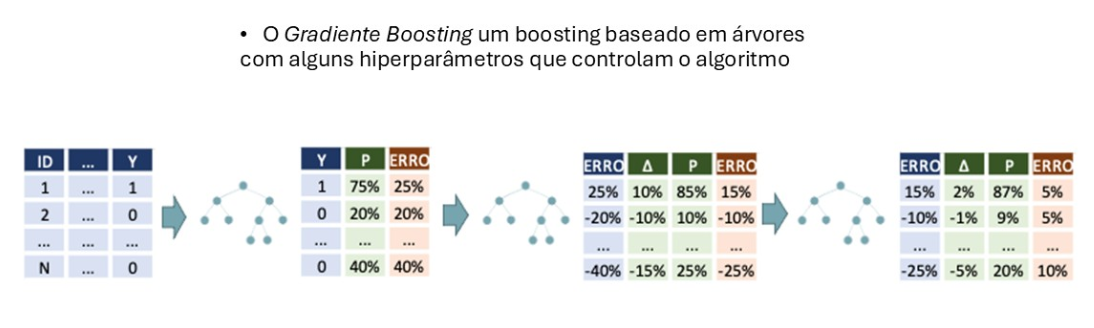 • O Gradiente Boosting um boosting baseado em árvores
com alguns hiperparâmetros que controlam o algoritmo
ID ... Y
1 ... 1
2 ... 0
... ... ...
N ... 0
Y P ERRO
1 75% 25%
0 20% 20%
... ... ...
0 40% 40%
ERRO Δ P ERRO
25% 10% 85% 15%
-20% -10% 10% -10%
... ... ... ...
-40% -15% 25% -25%
ERRO Δ P ERRO
15% 2% 87% 5%
-10% -1% 9% 5%
... ... ... ...
-25% -5% 20% 10%